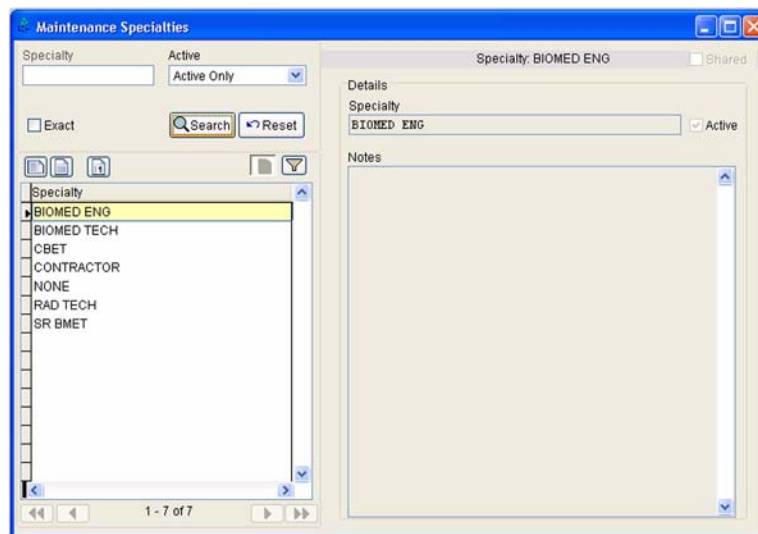 Maintenance Specialties
Specialty
Active
Active Only
Exact
Search
Reset
Specialty
BIOMED ENG
BIOMED TECH
CBET
CONTRACTOR
NONE
RAD TECH
SR BMET
1 - 7 of 7
Specialty: BIOMED ENG
Shared
Details
Specialty
BIOMED ENG
Active
Notes